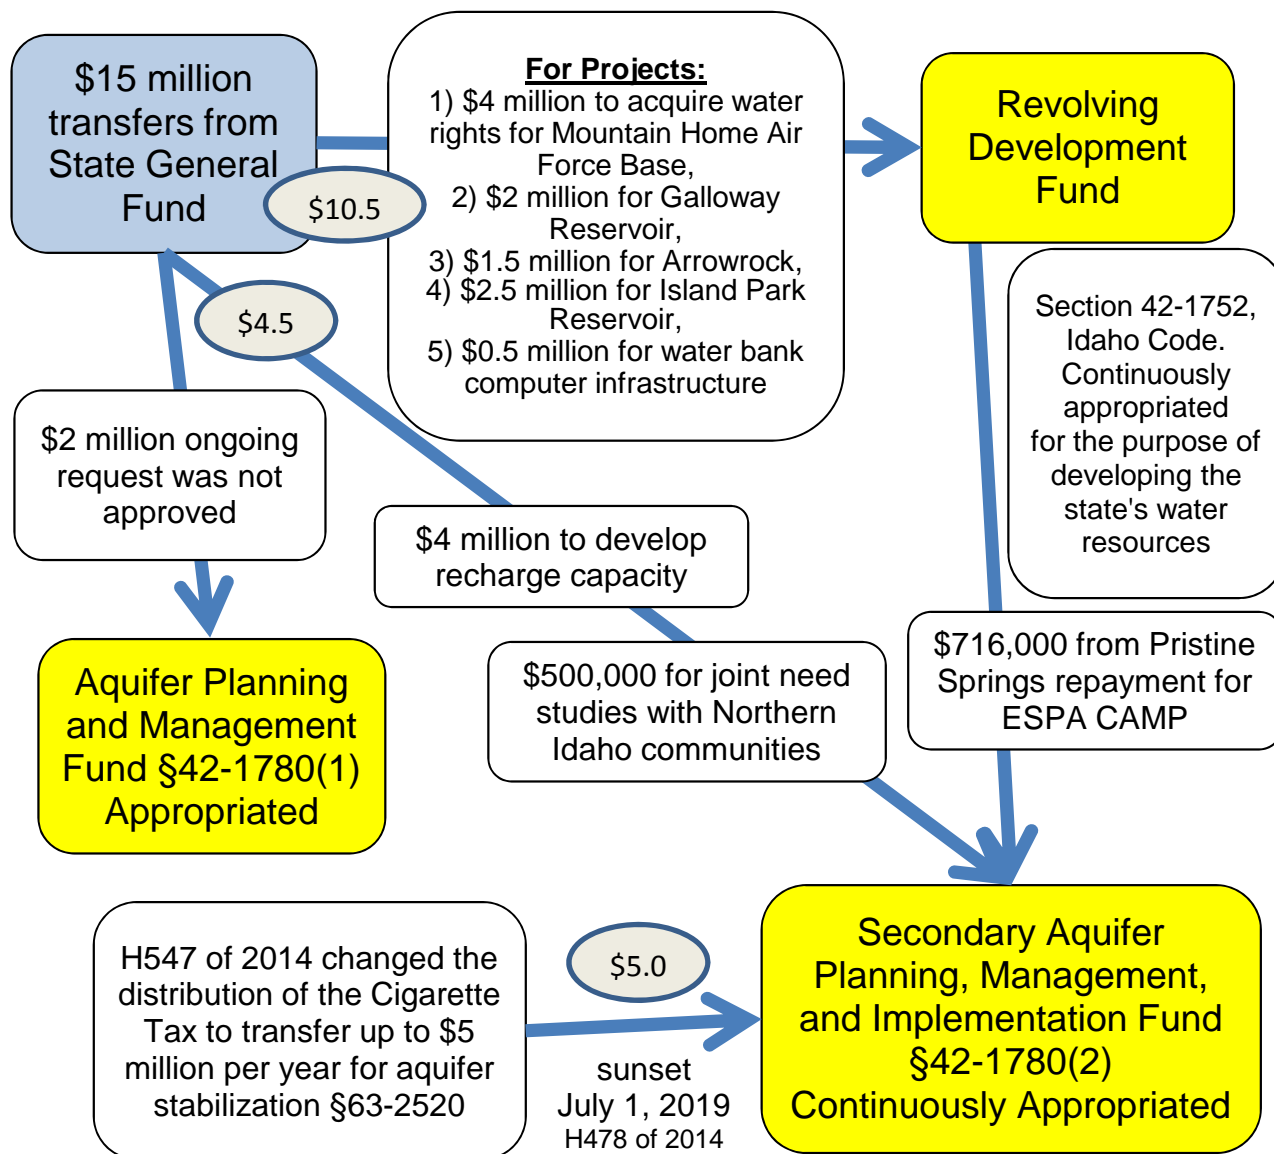 $15 million
transfers from
State General
Fund
$10.5
$4.5
For Projects:
1) $4 million to acquire water
rights for Mountain Home Air
Force Base,
2) $2 million for Galloway
Reservoir,
3) $1.5 million for Arrowrock,
4) $2.5 million for Island Park
Reservoir,
5) $0.5 million for water bank
computer infrastructure
Revolving
Development
Fund
Section 42-1752,
Idaho Code.
Continuously
appropriated
for the purpose of
developing the
state's water
resources
$2 million ongoing
request was not
approved
$4 million to develop
recharge capacity
$500,000 for joint need
studies with Northern
Idaho communities
$716,000 from Pristine
Springs repayment for
ESPA CAMP
Aquifer Planning
and Management
Fund §42-1780(1)
Appropriated
H547 of 2014 changed the
distribution of the Cigarette
Tax to transfer up to $5
million per year for aquifer
stabilization §63-2520
$5.0
sunset
July 1, 2019
H478 of 2014
Secondary Aquifer
Planning, Management,
and Implementation Fund
§42-1780(2)
Continuously Appropriated